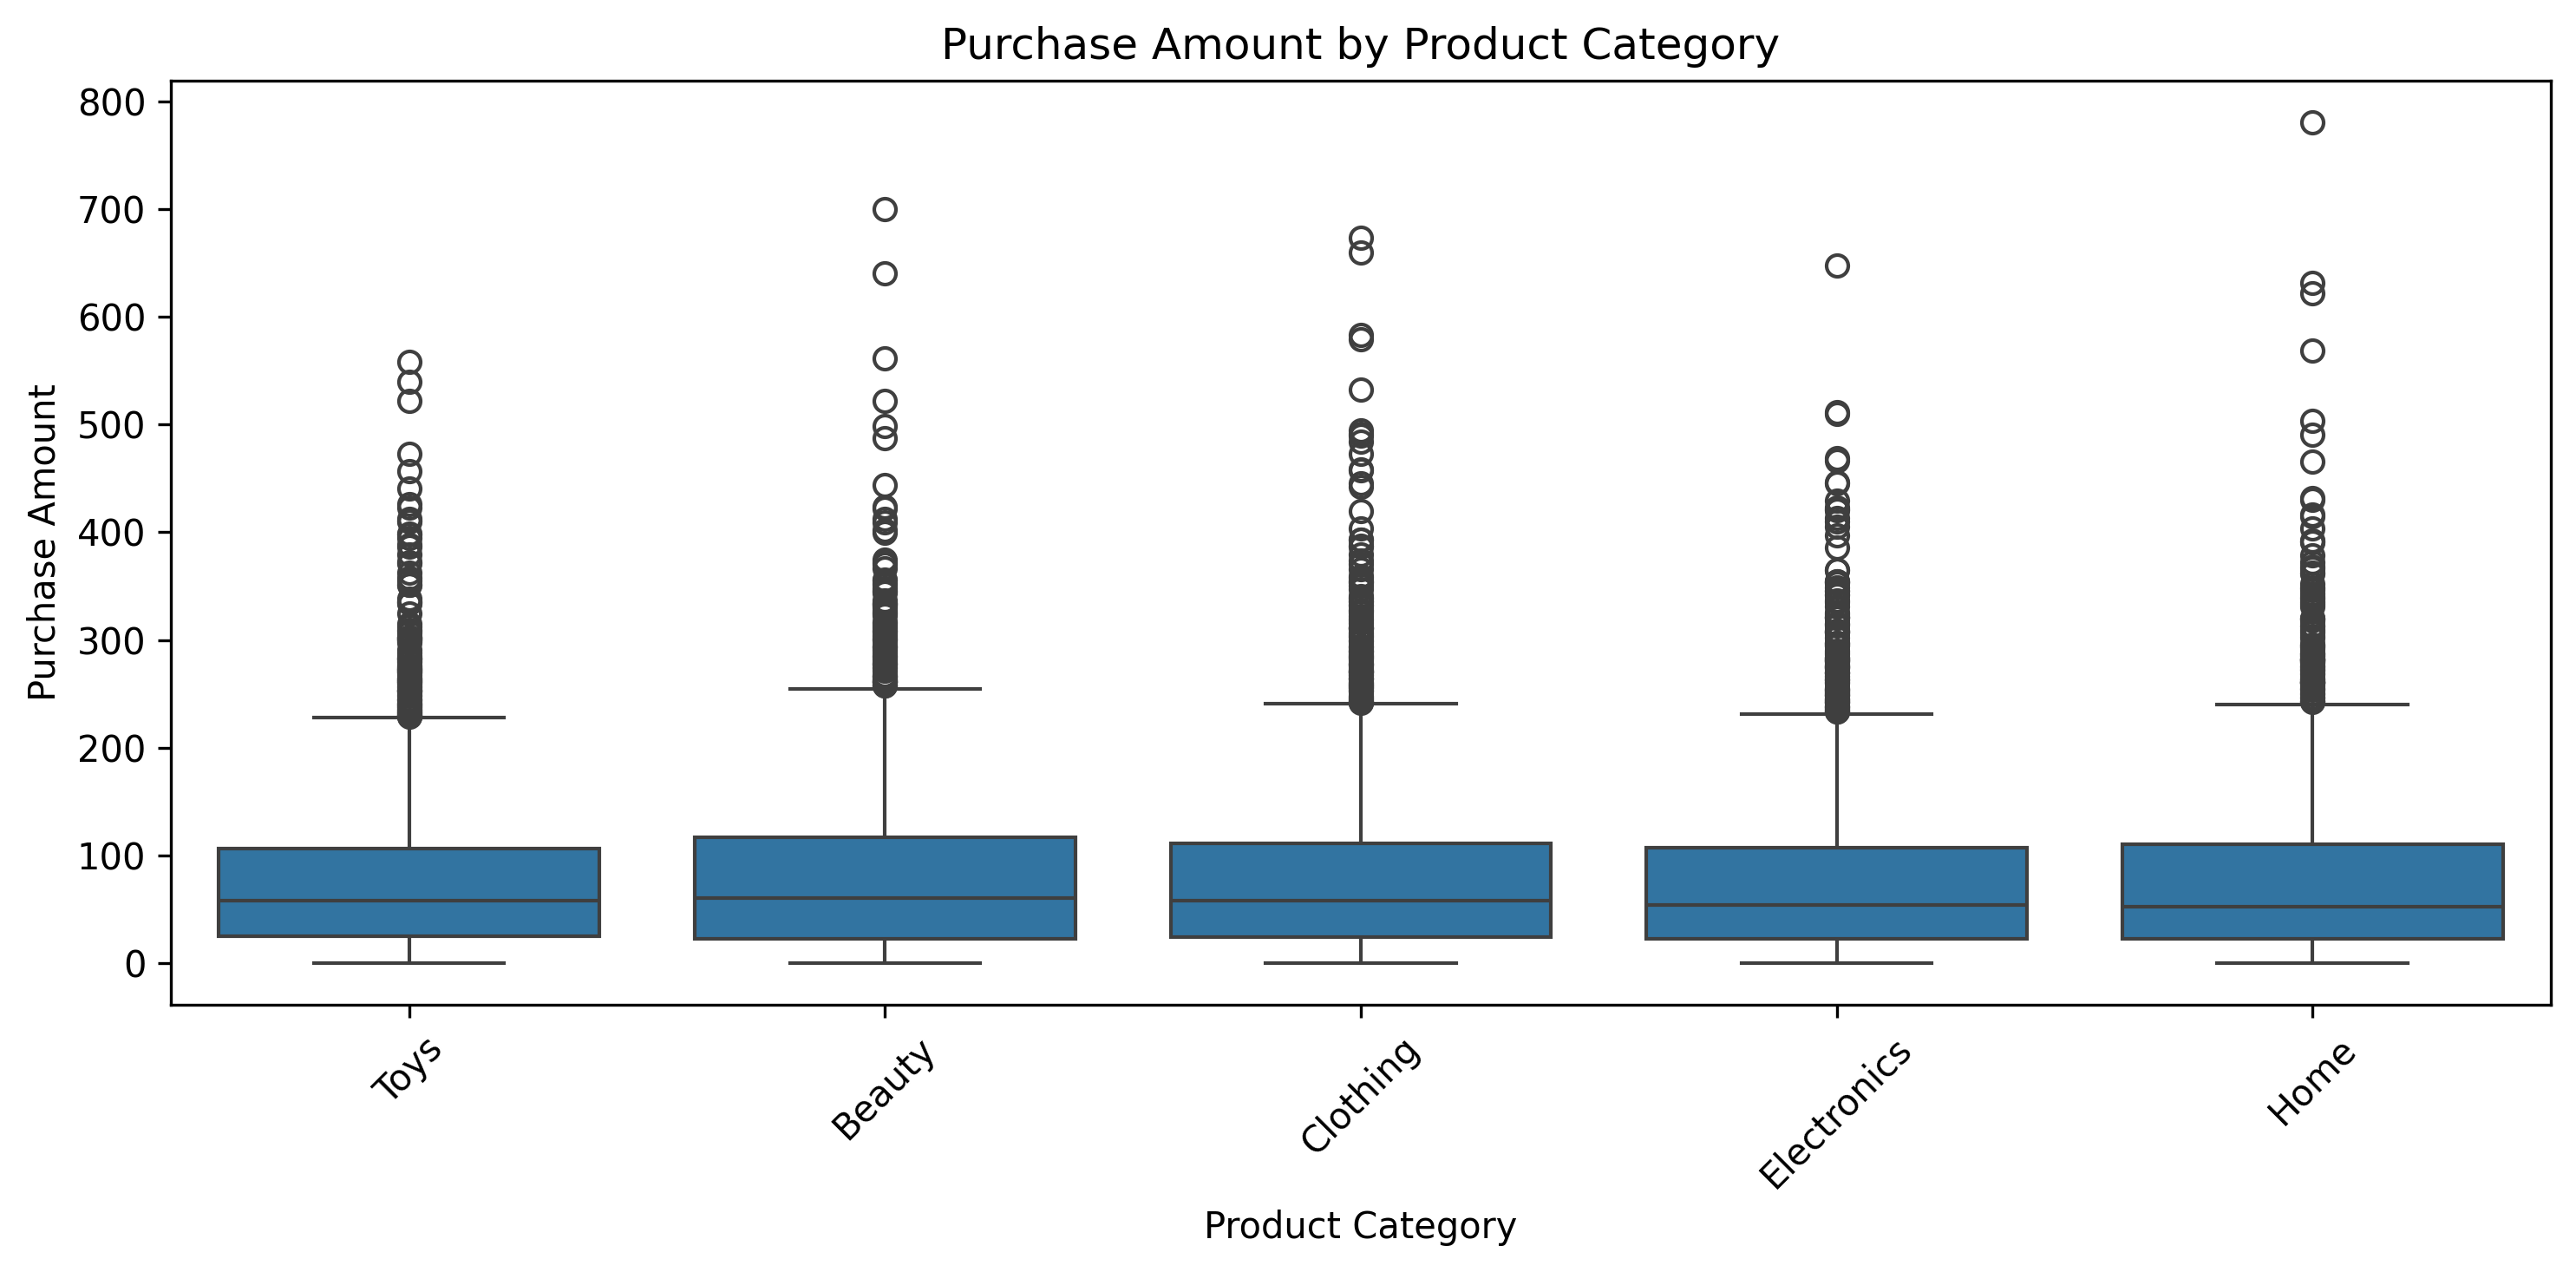 Purchase Amount by Product Category
800
700
600
500
400
300
200
100
0
Purchase Amount
Toys
Beauty
Clothing
Electronics
Home
Product Category